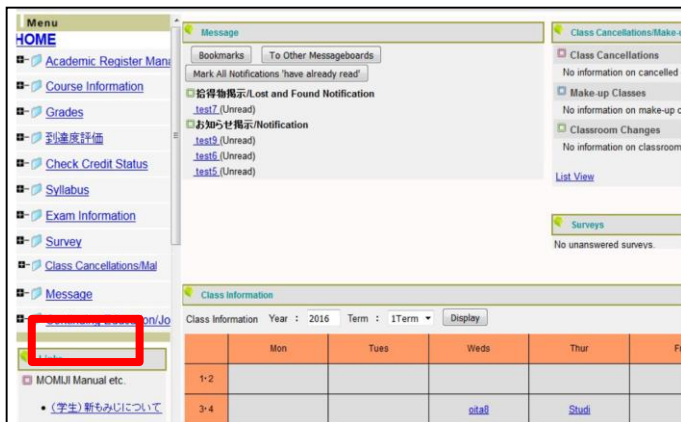 Menu
HOME
Academic Register Mana
Course Information
Grades
到達度評価
Check Credit Status
Syllabus
Exam Information
Survey
Class Cancellations/Mal
Message
on/Jo
MOMIJI Manual etc.
(学生)新もみじについて
Message
Bookmarks To Other Messageboards
Mark All Notifications 'have already read'
拾得物掲示/Lost and Found Notification
test7 (Unread)
お知らせ掲示/Notification
test9 (Unread)
test6 (Unread)
test5 (Unread)
Class Cancellations/Make-
Class Cancellations
No information on cancelled
Make-up Classes
No information on make-up c
Classroom Changes
No information on classroom
List View
Surveys
No unanswered surveys.
Class Information
Class Information Year : 2016 Term : 1Term Display
Mon Tues Weds Thur F
1・2
3・4 oitaB Studi